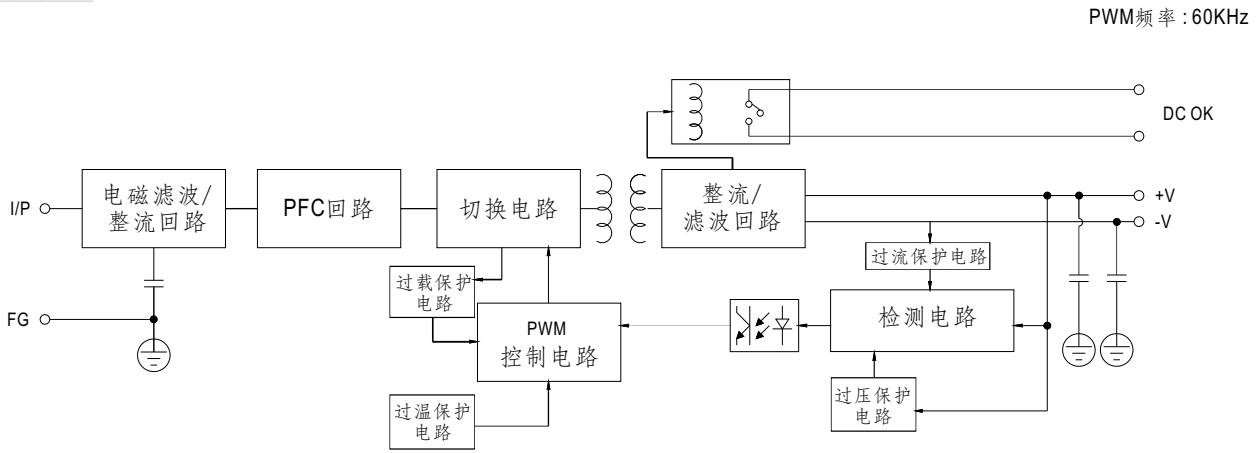 PWM频率 : 60KHz
DC OK
I/P
电磁滤波/
整流回路
PFC回路
切换电路
整流/
滤波回路
+V
-V
过流保护电路
过载保护
电路
FG
PWM
控制电路
检测电路
过温保护
电路
过压保护
电路